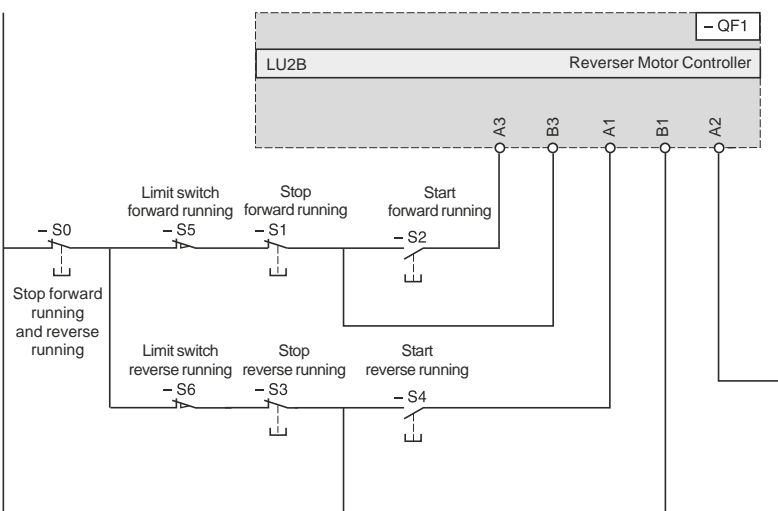 – QF1
LU2B Reverser Motor Controller
A3 B3 A1 B1 A2
Limit switch
forward running
– S5
Stop
forward running
– S1
Start
forward running
– S2
– S0
Stop forward
running
and reverse
running
Limit switch
reverse running
– S6
Stop
reverse running
– S3
Start
reverse running
– S4